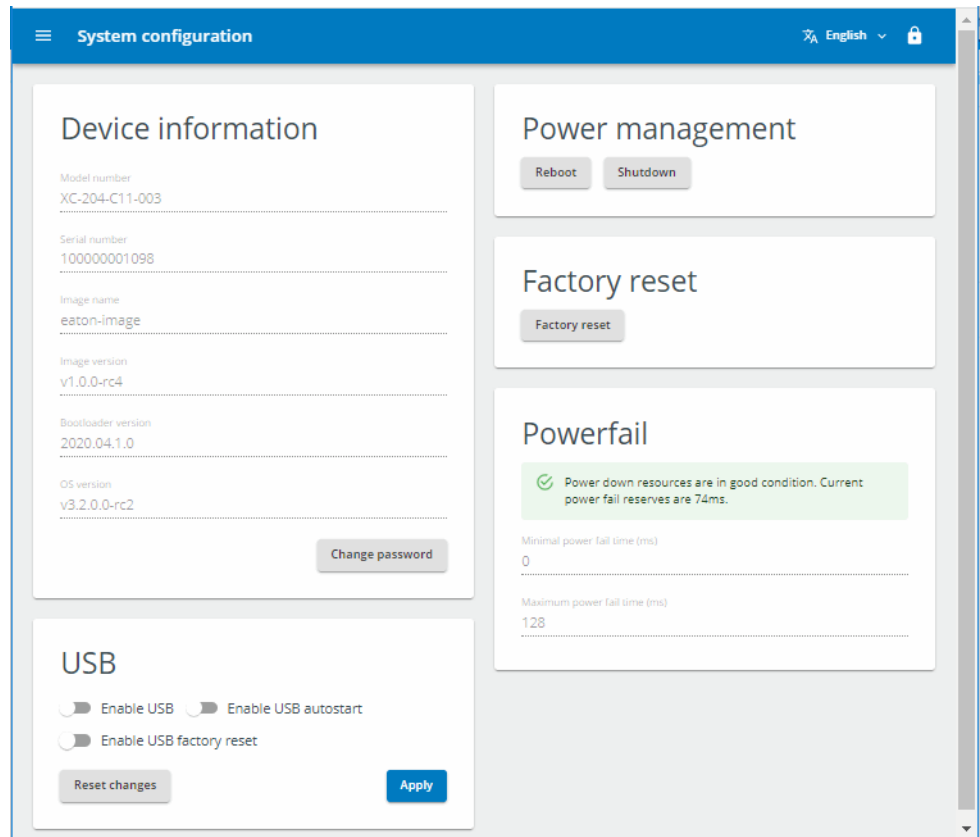 System configuration
English
Device information
Model number
XC-204-C11-003
Serial number
100000001098
Image name
eaton-image
Image version
v1.0.0-rc4
Bootloader version
2020.04.1.0
OS version
v3.2.0.0-rc2
Change password
USB
Enable USB Enable USB autostart
Enable USB factory reset
Reset changes Apply
Power management
Reboot Shutdown
Factory reset
Factory reset
Powerfail
Power down resources are in good condition. Current
power fail reserves are 74ms.
Minimal power fail time (ms)
0
Maximum power fail time (ms)
128